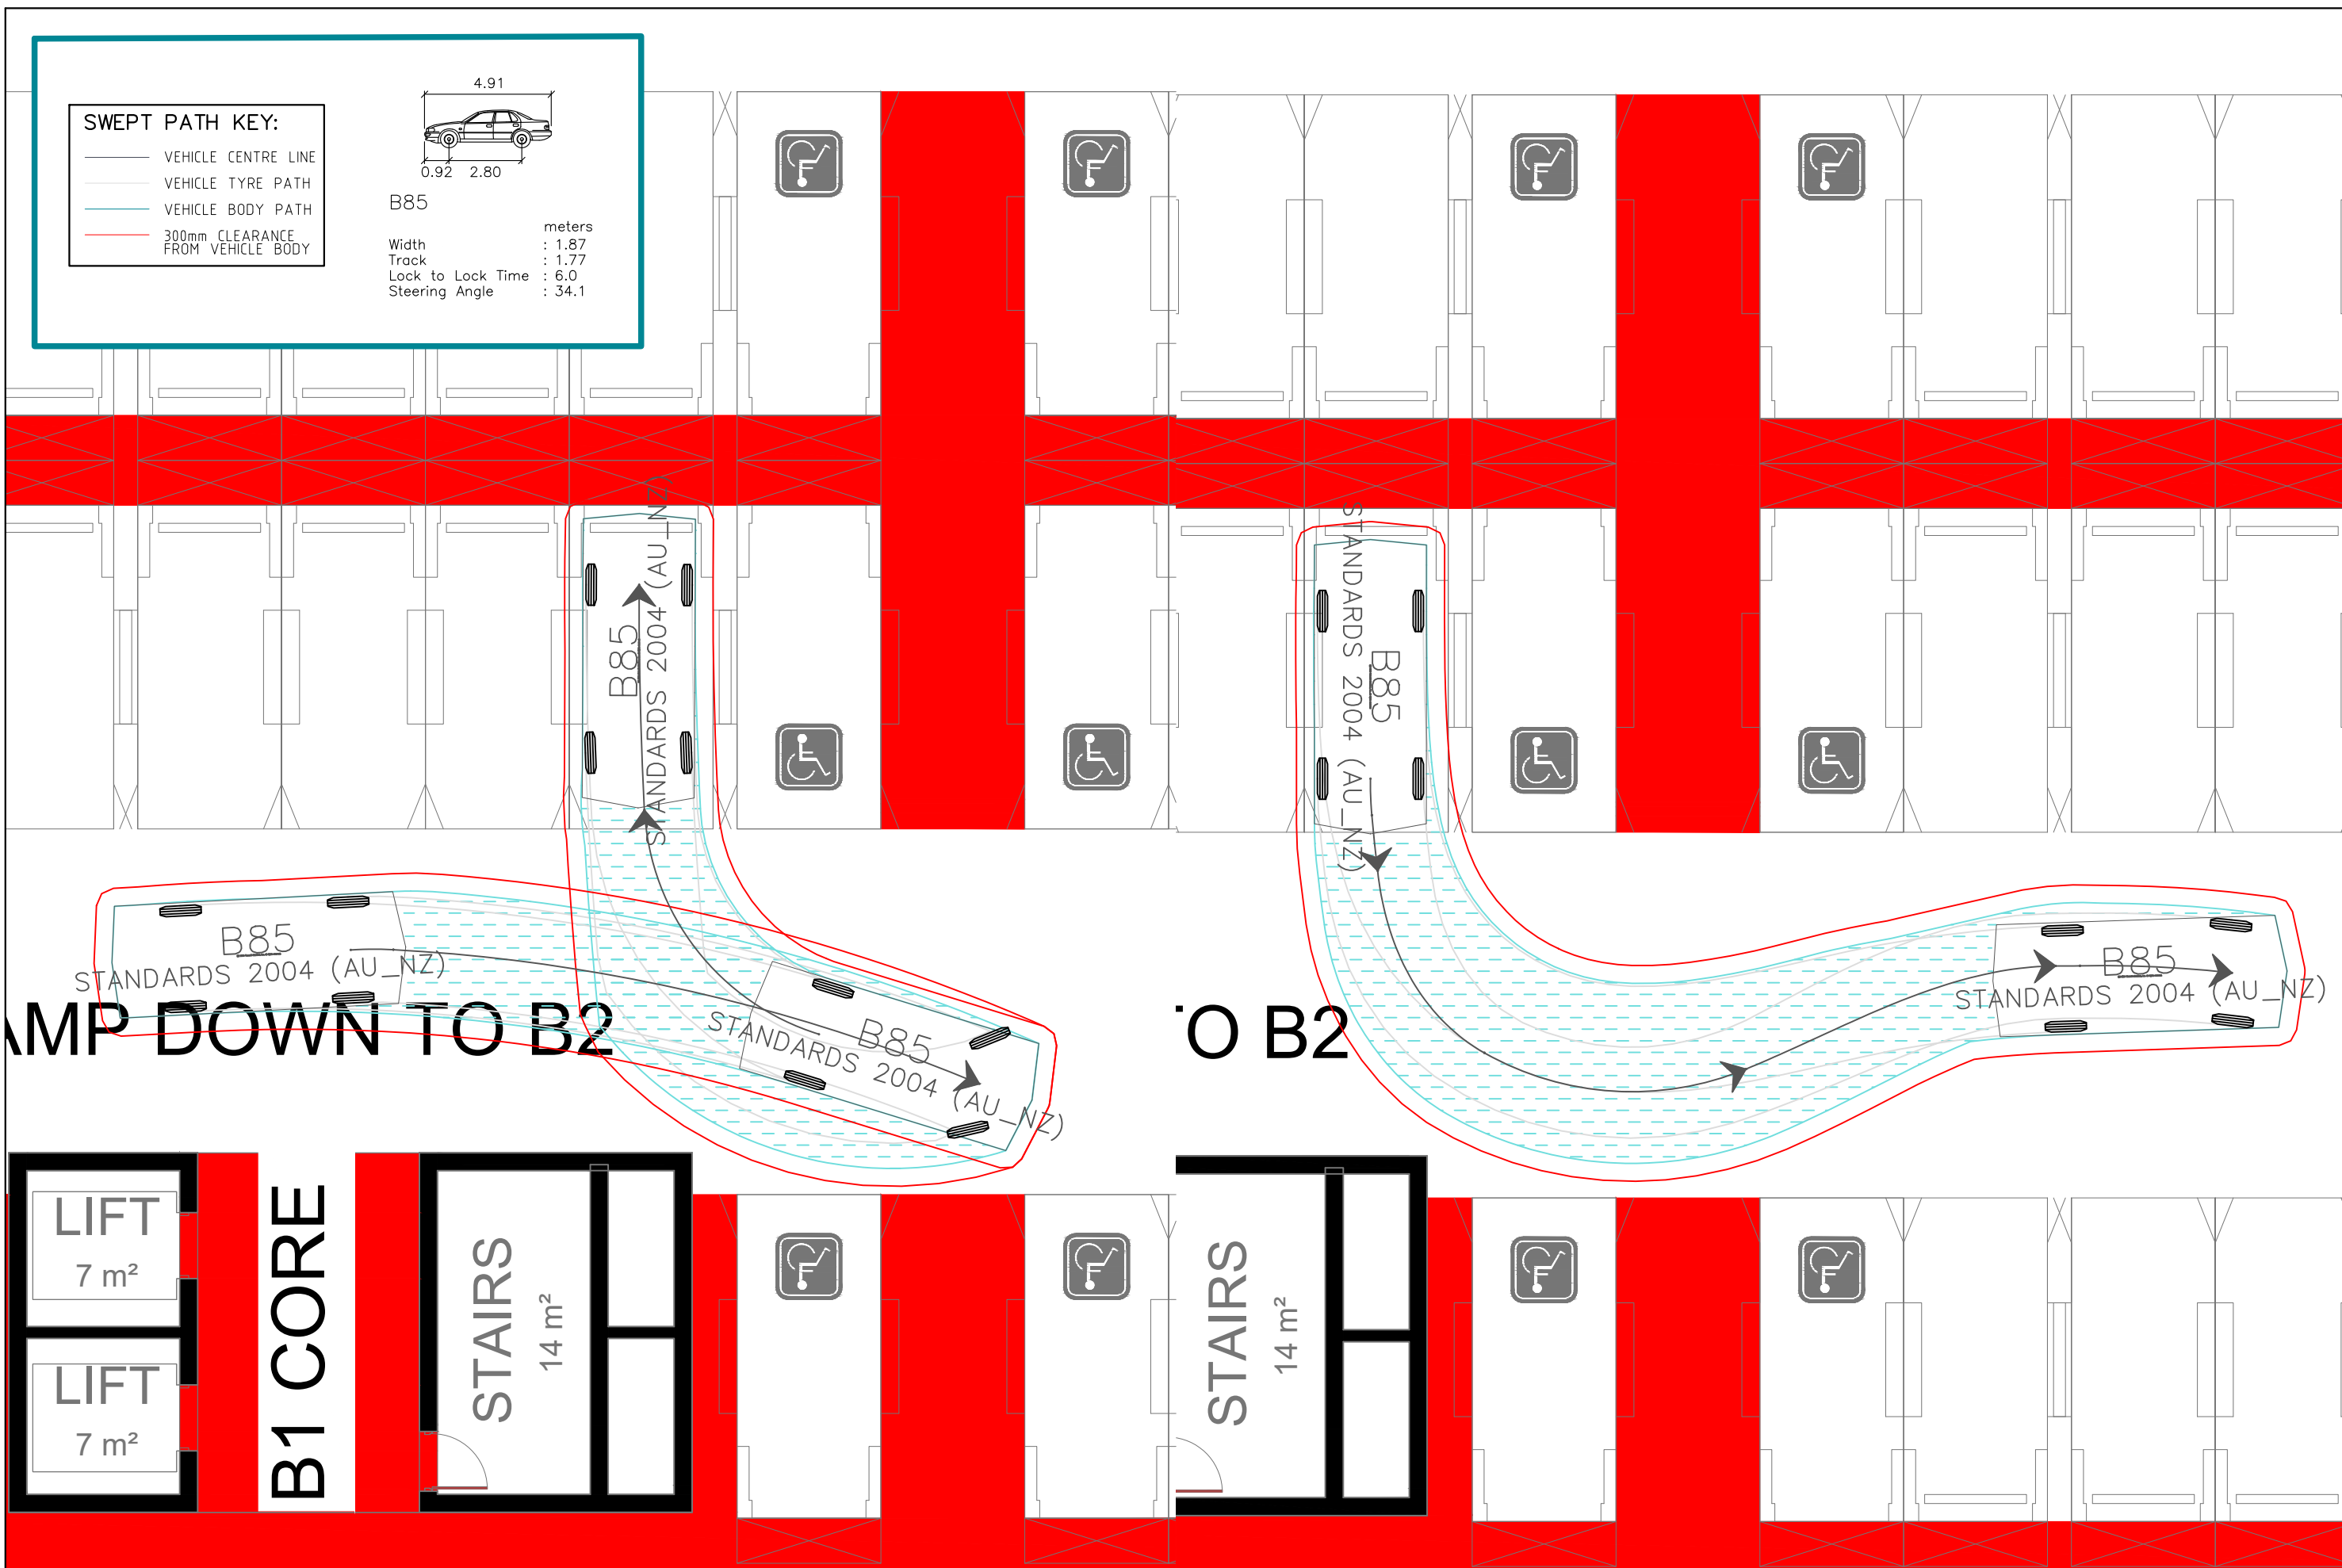 SWEPT PATH KEY:
VEHICLE CENTRE LINE
VEHICLE TYRE PATH
VEHICLE BODY PATH
300mm CLEARANCE
FROM VEHICLE BODY
4.91
0.92 2.80
B85
meters
Width : 1.87
Track : 1.77
Lock to Lock Time : 6.0
Steering Angle : 34.1
B85
STANDARDS 2004 (AU_NZ)
B85
STANDARDS 2004 (AU_NZ)
B85
STANDARDS 2004 (AU_NZ)
B85
STANDARDS 2004 (AU_NZ)
B85
STANDARDS 2004 (AU_NZ)
AMP DOWN TO B2
TO B2
LIFT
7 m²
LIFT
7 m²
B1 CORE
STAIRS
14 m²
STAIRS
14 m²
F
F
F
F
F
F
F
F